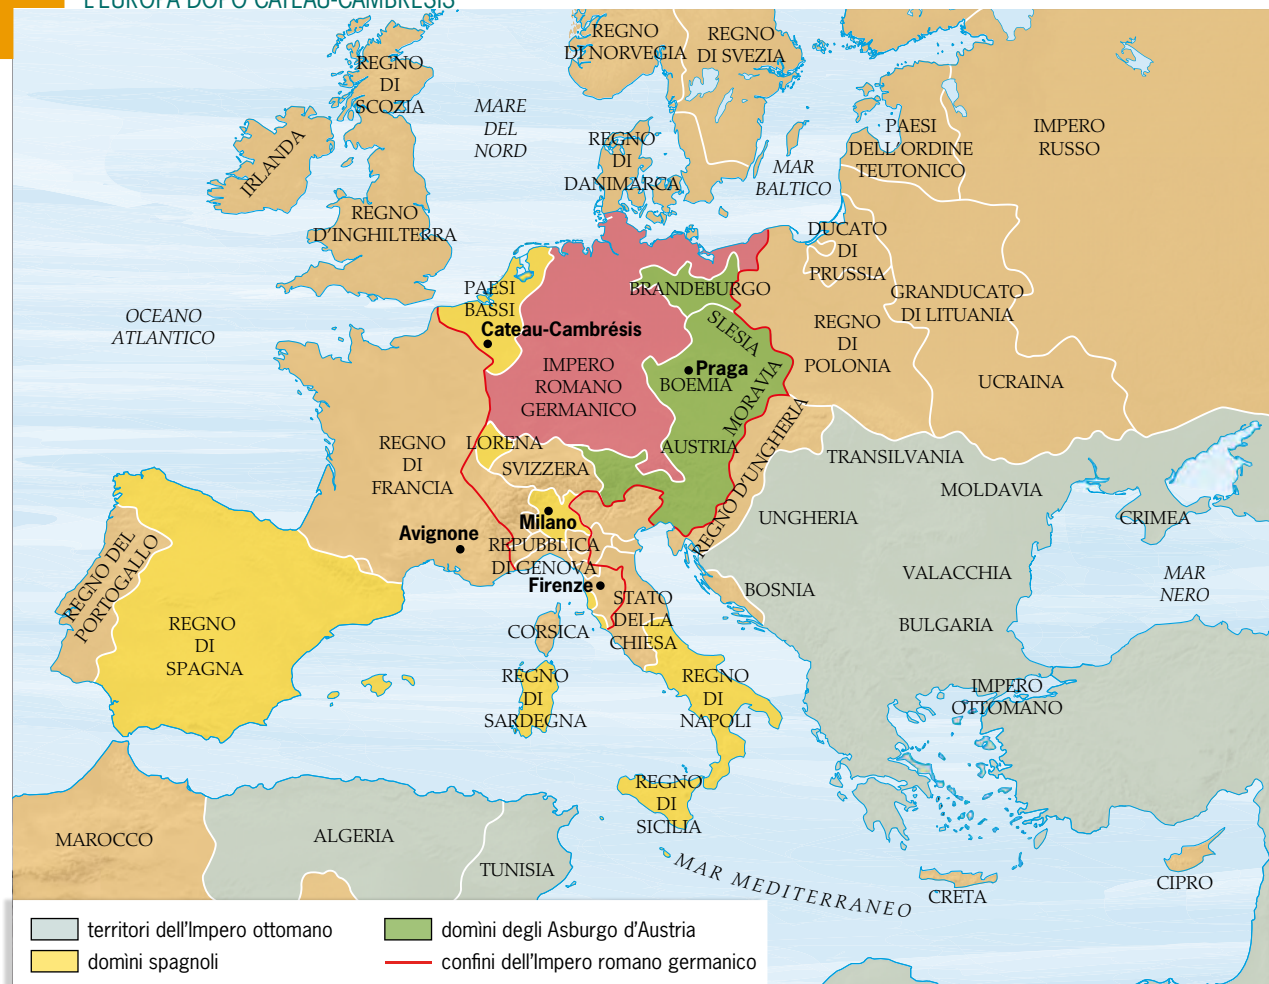 L'EUROPA DOPO CATEAU-CAMBRÉSIS
REGNO
DI NORVEGIA
REGNO
DI SVEZIA
REGNO
DI
SCOZIA
MARE
DEL
NORD
IRLANDA
REGNO
DI
DANIMARCA
MAR
BALTICO
PAESI
DELL'ORDINE
TEUTONICO
IMPERO
RUSSO
REGNO
D'INGHILTERRA
DUCATO
DI
PRUSSIA
PAESI
BASSI
BRANDEBURGO
GRANDUCATO
DI LITUANIA
OCEANO
ATLANTICO
Cateau-Cambrésis
SLESIA
REGNO
DI
POLONIA
IMPERO
ROMANO
GERMANICO
Praga
BOEMIA
MORAVIA
UCRAINA
REGNO
DI
FRANCIA
LORENA
SVIZZERA
AUSTRIA
REGNO D'UNGHERIA
TRANSILVANIA
MOLDAVIA
UNGHERIA
CRIMEA
Avignone
Milano
REPUBBLICA
DI GENOVA
Firenze
STATO
DELLA
CHIESA
BOSNIA
VALACCHIA
MAR
NERO
BULGARIA
REGNO DEL
PORTOGALLO
REGNO
DI
SPAGNA
CORSICA
REGNO
DI
SARDEGNA
REGNO
DI
NAPOLI
IMPERO
OTTOMANO
REGNO
DI
SICILIA
MAROCCO
ALGERIA
TUNISIA
MAR MEDITERRANEO
CRETA
CIPRO
territori dell'Impero ottomano
domìni spagnoli
domìni degli Asburgo d'Austria
confini dell'Impero romano germanico